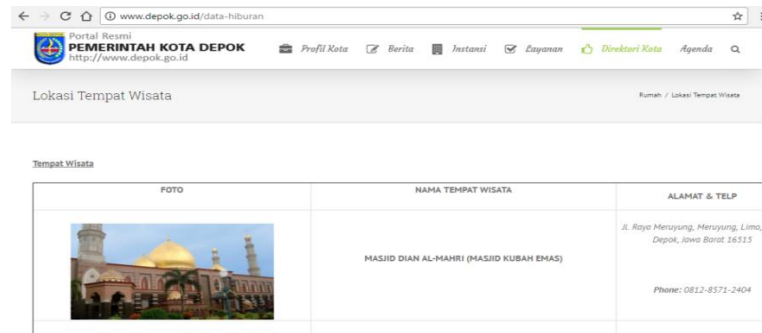 www.depok.go.id/data-hiburan
Portal Resmi
PEMERINTAH KOTA DEPOK
http://www.depok.go.id
Profil Kota Berita Instansi Layanan Direktori Kota Agenda
Lokasi Tempat Wisata
Rumah / Lokasi Tempat Wisata
Tempat Wisata
FOTO NAMA TEMPAT WISATA ALAMAT & TELP
Jl. Raya Meruyung, Meruyung, Limo,
Depok, Jawa Barat 16515
MASJID DIAN AL-MAHRI (MASJID KUBAH EMAS)
Phone: 0812-8571-2404